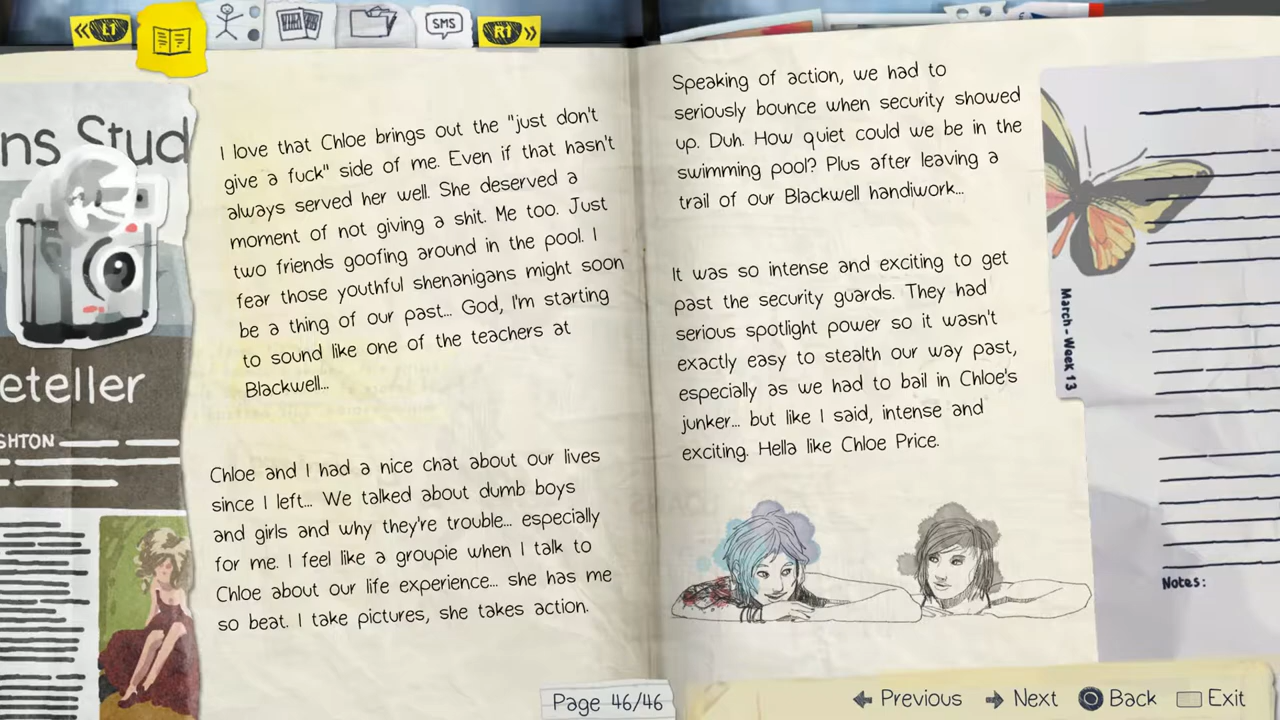 L1
SMS
R1
ns Stud
eteller
SHTON
I love that Chloe brings out the "just don't
give a fuck" side of me. Even if that hasn't
always served her well. She deserved a
moment of not giving a shit. Me too. Just
two friends goofing around in the pool. I
fear those youthful shenanigans might soon
be a thing of our past... God, I'm starting
to sound like one of the teachers at
Blackwell...
Chloe and I had a nice chat about our lives
since I left... We talked about dumb boys
and girls and why they're trouble... especially
for me. I feel like a groupie when I talk to
Chloe about our life experience... she has me
so beat. I take pictures, she takes action.
Speaking of action, we had to
seriously bounce when security showed
up. Duh. How quiet could we be in the
swimming pool? Plus after leaving a
trail of our Blackwell handiwork...
It was so intense and exciting to get
past the security guards. They had
serious spotlight power so it wasn't
exactly easy to stealth our way past,
especially as we had to bail in Chloe's
junker... but like I said, intense and
exciting. Hella like Chloe Price.
March - Week 13
Notes:
Page 46/46
Previous
Next
Back
Exit